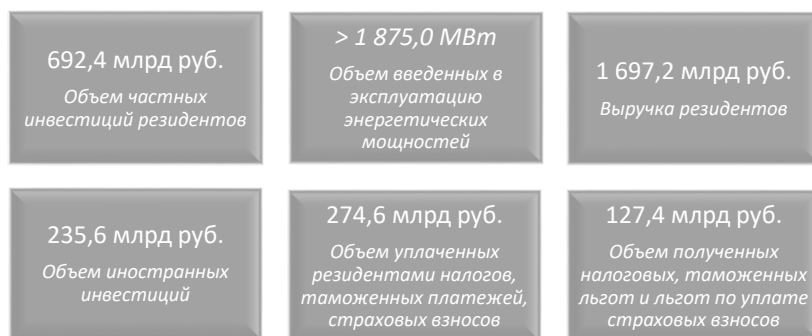 692,4 млрд руб.
Объем частных
инвестиций резидентов
> 1 875,0 МВт
Объем введенных в
эксплуатацию
энергетических
мощностей
1 697,2 млрд руб.
Выручка резидентов
235,6 млрд руб.
Объем иностранных
инвестиций
274,6 млрд руб.
Объем уплаченных
резидентами налогов,
таможенных платежей,
страховых взносов
127,4 млрд руб.
Объем полученных
налоговых, таможенных
льгот и льгот по уплате
страховых взносов